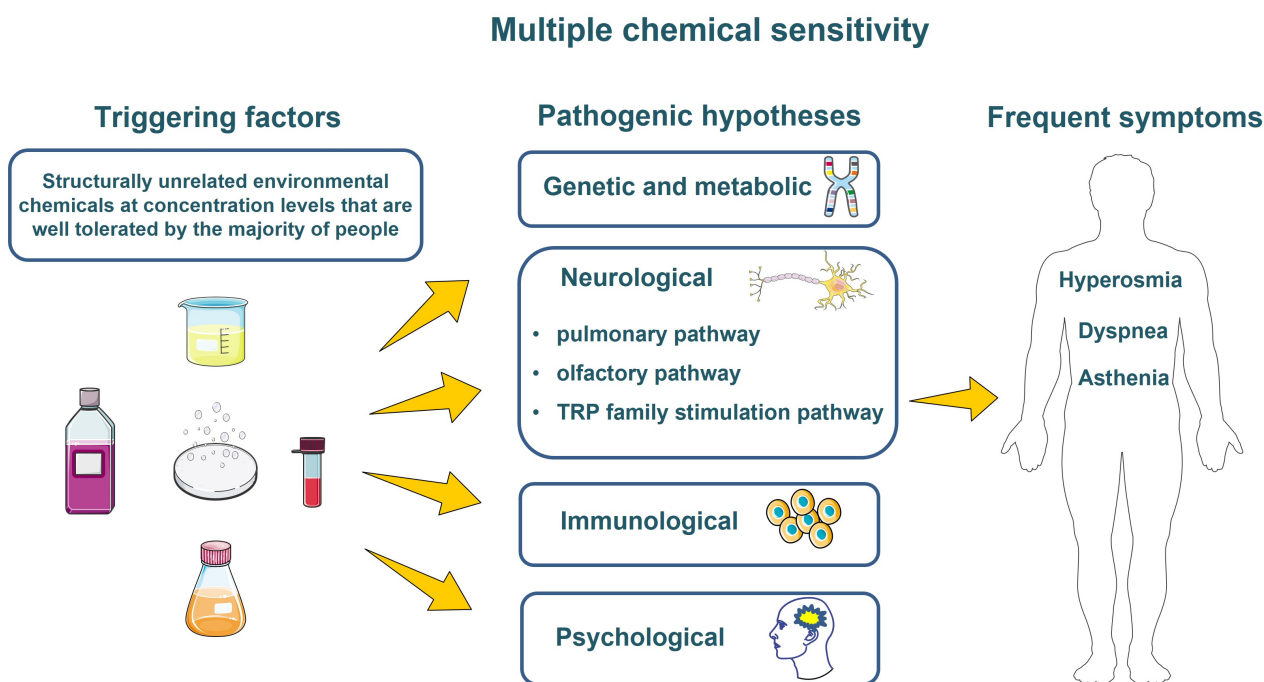 Multiple chemical sensitivity
Triggering factors
Structurally unrelated environmental
chemicals at concentration levels that are
well tolerated by the majority of people
Pathogenic hypotheses
Genetic and metabolic
Neurological
• pulmonary pathway
• olfactory pathway
• TRP family stimulation pathway
Immunological
Psychological
Frequent symptoms
Hyperosmia
Dyspnea
Asthenia